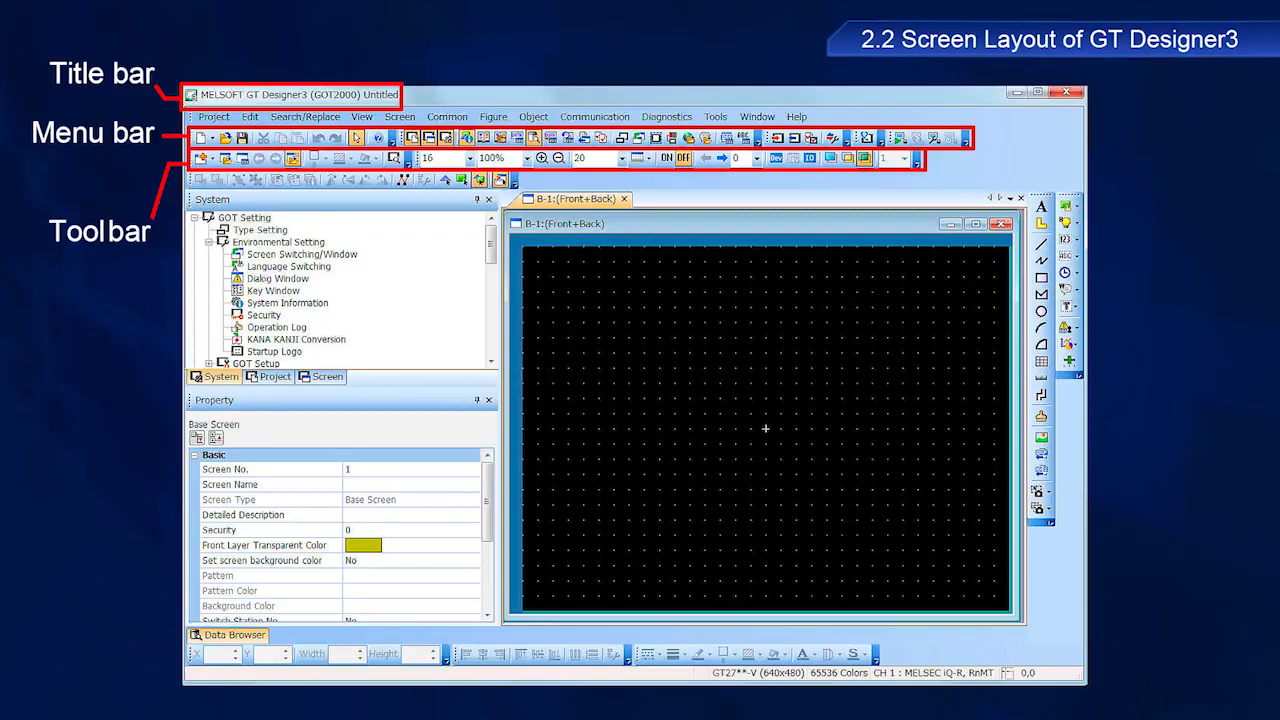 2.2 Screen Layout of GT Designer3
Title bar
MELSOFT GT Designer3 (GOT2000) Untitled
Project Edit Search/Replace View Screen Common Figure Object Communication Diagnostics Tools Window Help
Menu bar
16 100% 20 ON OFF 0 Dev IO 1
Toolbar
System
B-1:(Front+Back)
GOT Setting
B-1:(Front+Back)
Type Setting
Environmental Setting
Screen Switching/Window
Language Switching
Dialog Window
Key Window
System Information
Security
Operation Log
KANA KANJI Conversion
Startup Logo
GOT Setup
System Project Screen
Property
Base Screen
Basic
Screen No. 1
Screen Name
Screen Type Base Screen
Detailed Description
Security 0
Front Layer Transparent Color
Set screen background color No
Pattern
Pattern Color
Background Color
Switch Station No No
Data Browser
X Y Width Height
GT27**-V (640x480) 65536 Colors CH 1 : MELSEC iQ-R, RnMT 0,0